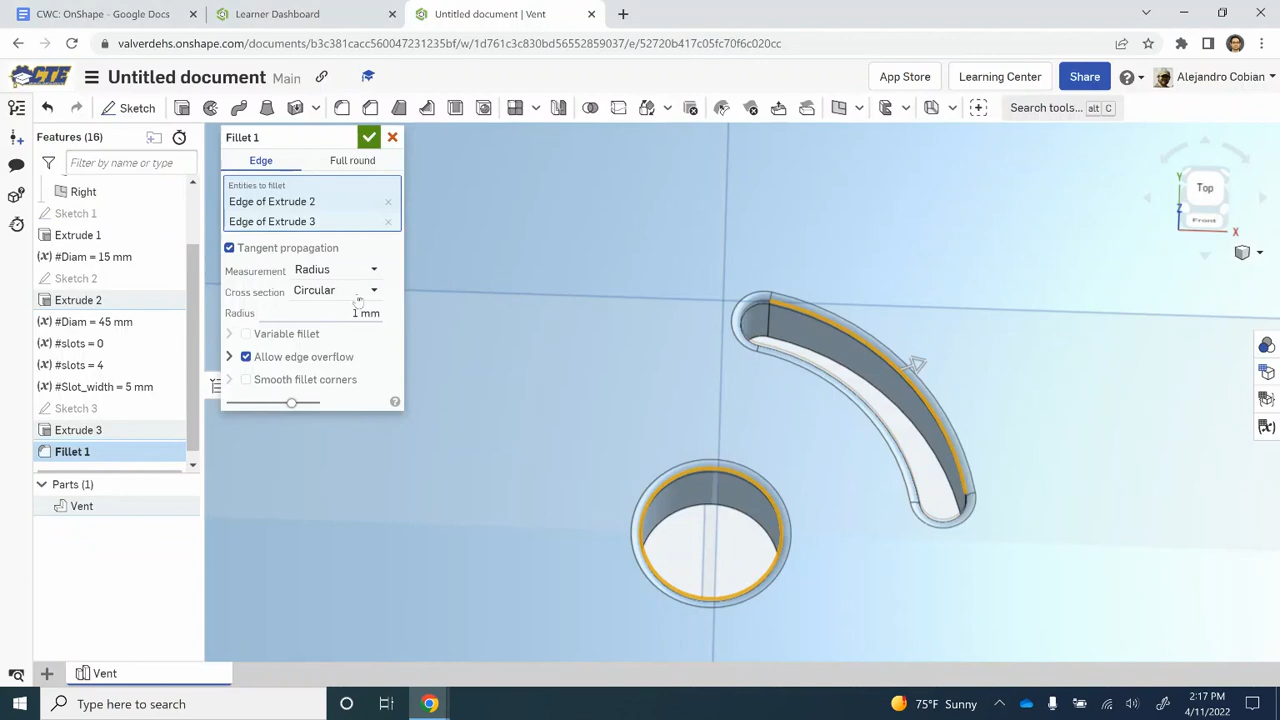 CWC: OnShape - Google Docs
Learner Dashboard
Untitled document | Vent
valverdehs.onshape.com/documents/b3c381cacc560047231235bf/w/1d761c3c830bd56552859037/e/52720b417c05fc70f6c020cc
CTE
Untitled document Main
App Store
Learning Center
Share
Alejandro Cobian
Sketch
Search tools... alt C
Features (16)
Filter by name or type
Right
Sketch 1
Extrude 1
(x) #Diam = 15 mm
Sketch 2
Extrude 2
(x) #Diam = 45 mm
(x) #slots = 0
(x) #slots = 4
(x) #Slot_width = 5 mm
Sketch 3
Extrude 3
Fillet 1
Parts (1)
Vent
Fillet 1
Edge
Full round
Entities to fillet
Edge of Extrude 2
Edge of Extrude 3
Tangent propagation
Measurement Radius
Cross section Circular
Radius 1 mm
Variable fillet
Allow edge overflow
Smooth fillet corners
Top
Front
Y
Z
X
Vent
Type here to search
75°F Sunny
2:17 PM
4/11/2022